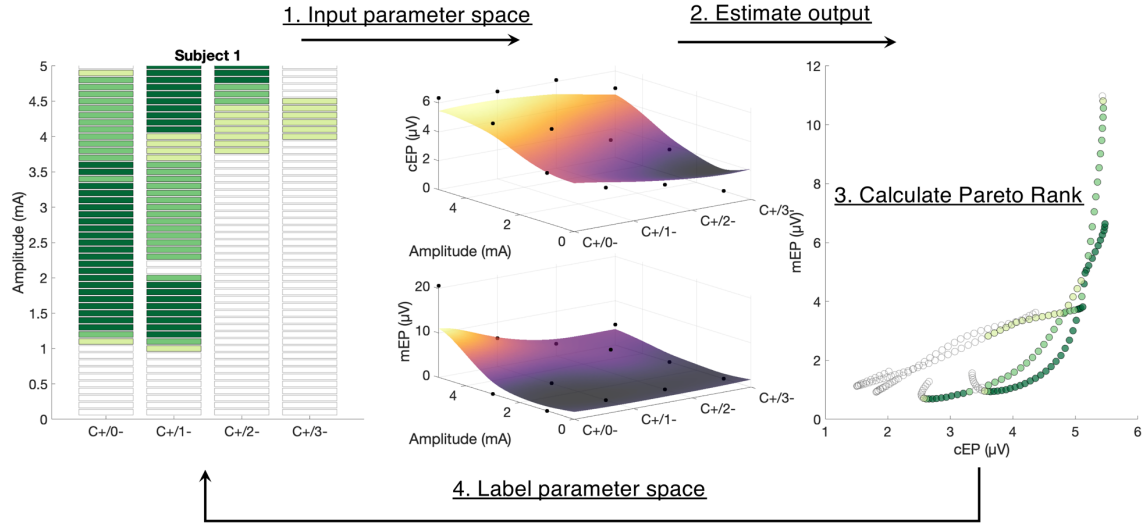 1. Input parameter space
2. Estimate output
Subject 1
5
4.5
4
3.5
3
2.5
2
1.5
1
0.5
0
Amplitude (mA)
C+/0-
C+/1-
C+/2-
C+/3-
6
4
2
0
cEP (µV)
4
2
0
Amplitude (mA)
C+/0-
C+/1-
C+/2-
C+/3-
20
10
0
mEP (µV)
4
2
0
Amplitude (mA)
C+/0-
C+/1-
C+/2-
C+/3-
12
10
8
6
4
2
0
mEP (µV)
3. Calculate Pareto Rank
1
2
3
4
5
6
cEP (µV)
4. Label parameter space